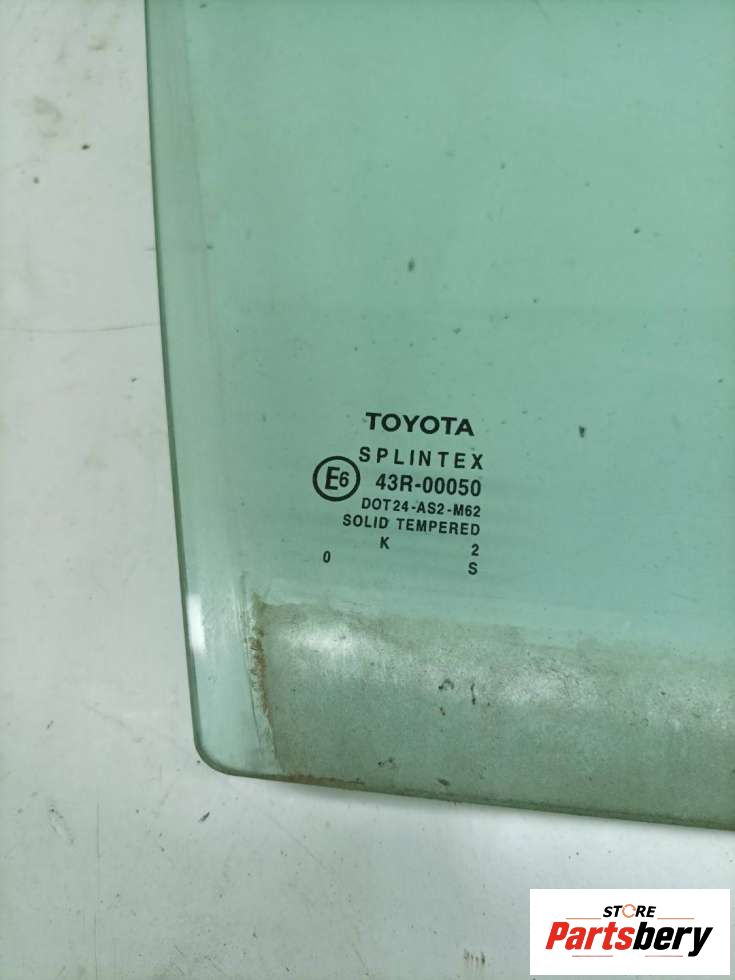 TOYOTA
SPLINTEX
E6 43R-00050
DOT24-AS2-M62
SOLID TEMPERED
K 2
0 S
STORE
Partsbery